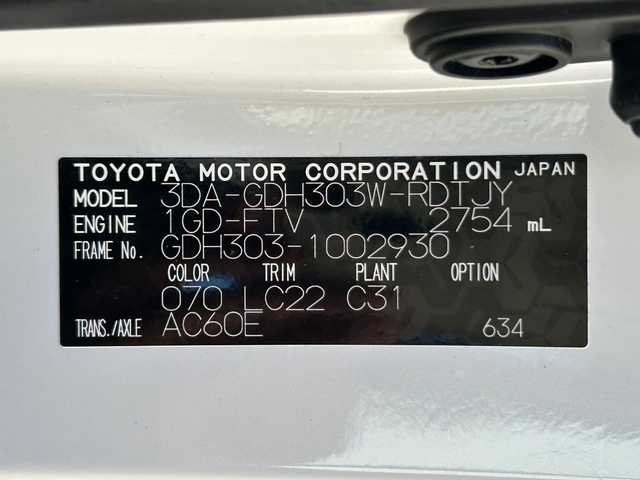 TOYOTA MOTOR CORPORATION JAPAN
MODEL 3DA-GDH303W-RDTJY
ENGINE 1GD-FTV 2754 mL
FRAME No. GDH303-1002930
COLOR TRIM PLANT OPTION
070 LC22 C31
TRANS./AXLE AC60E 634